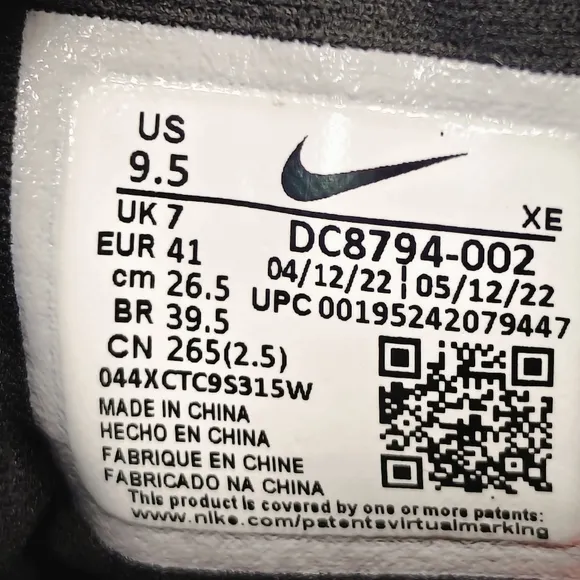 US
9.5
XE
UK 7
DC8794-002
EUR 41
04/12/22 | 05/12/22
cm 26.5
UPC 00195242079447
BR 39.5
CN 265(2.5)
044XCTC9S315W
MADE IN CHINA
HECHO EN CHINA
FABRIQUE EN CHINE
FABRICADO NA CHINA
This product is covered by one or more patents:
www.nike.com/patentsvirtualmarking